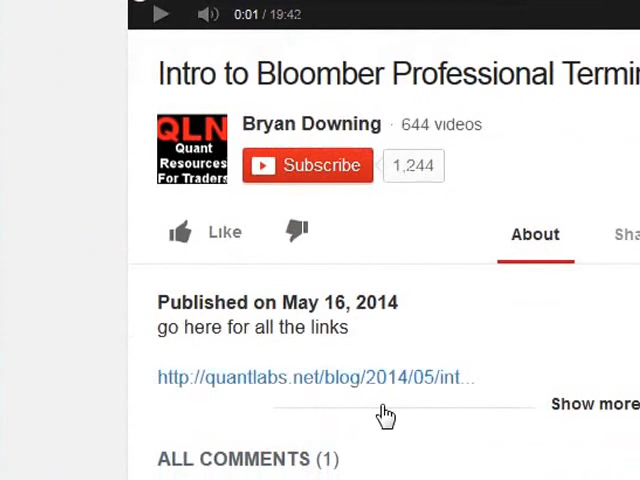 0:01 / 19:42
Intro to Bloomber Professional Termin
Bryan Downing · 644 videos
QLN
Quant
Resources
For Traders
Subscribe 1,244
Like
About Sha
Published on May 16, 2014
go here for all the links
http://quantlabs.net/blog/2014/05/int...
Show more
ALL COMMENTS (1)